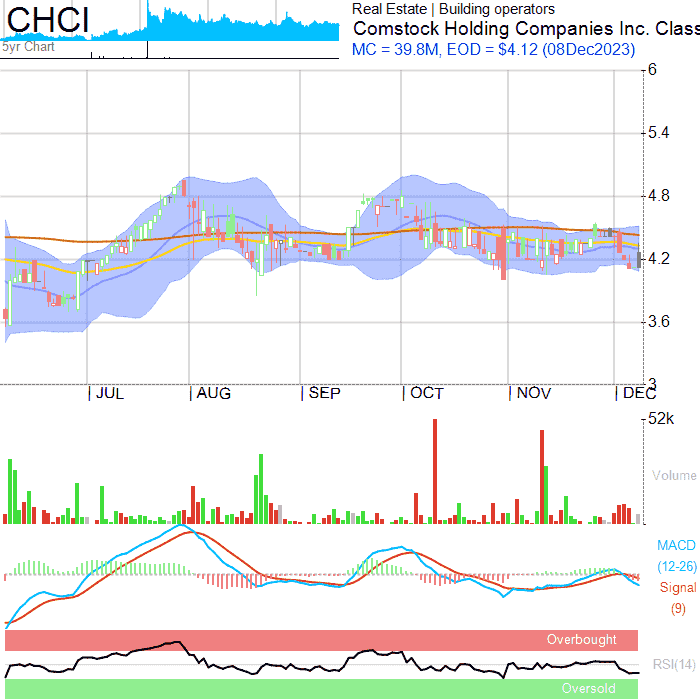 CHCI
5yr Chart
Real Estate | Building operators
Comstock Holding Companies Inc. Class
MC = 39.8M, EOD = $4.12 (08Dec2023)
6
5.4
4.8
4.2
3.6
3
JUL AUG SEP OCT NOV DEC
52k
Volume
MACD
(12-26)
Signal
(9)
Overbought
RSI(14)
Oversold